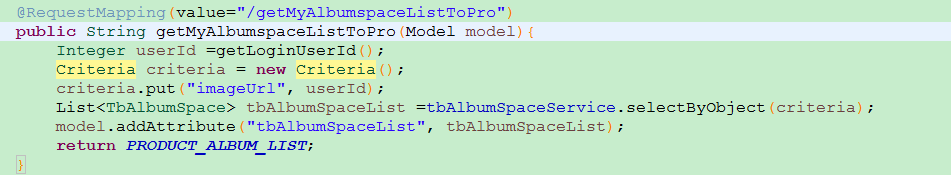 @RequestMapping(value="/getMyAlbumspaceListToPro")
public String getMyAlbumspaceListToPro(Model model){
Integer userId =getLoginUserId();
Criteria criteria = new Criteria();
criteria.put("imageUrl", userId);
List<TbAlbumSpace> tbAlbumSpaceList =tbAlbumSpaceService.selectByObject(criteria);
model.addAttribute("tbAlbumSpaceList", tbAlbumSpaceList);
return PRODUCT_ALBUM_LIST;
}